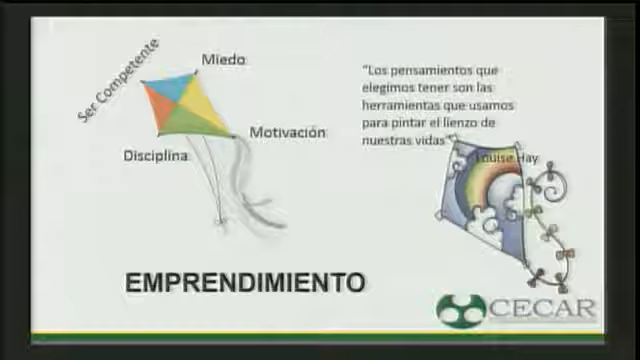 Ser Competente
Miedo
Motivación
Disciplina
"Los pensamientos que
elegimos tener son las
herramientas que usamos
para pintar el lienzo de
nuestras vidas"
Louise Hay
EMPRENDIMIENTO
CECAR